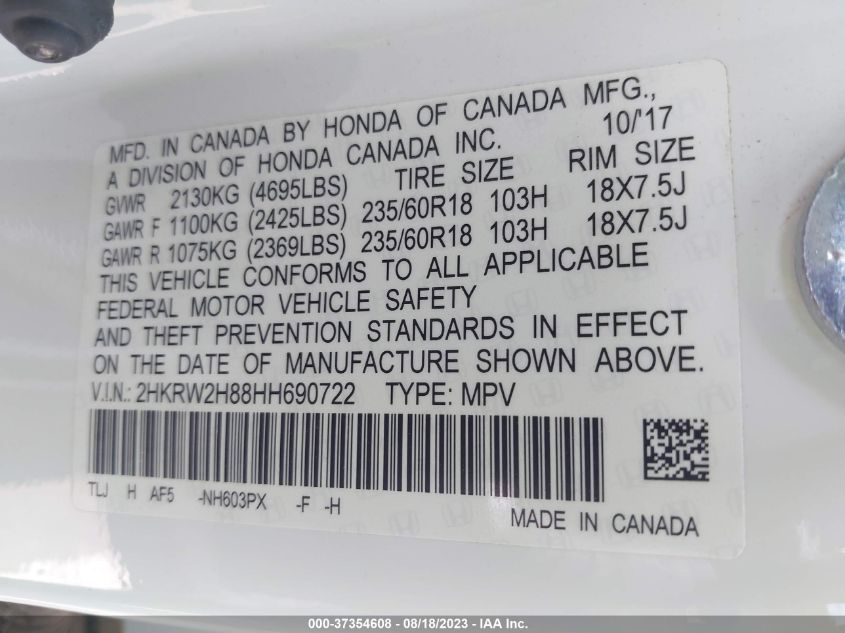 MFD. IN CANADA BY HONDA OF CANADA MFG.,
A DIVISION OF HONDA CANADA INC. 10/'17
GVWR 2130KG (4695LBS) TIRE SIZE RIM SIZE
GAWR F 1100KG (2425LBS) 235/60R18 103H 18X7.5J
GAWR R 1075KG (2369LBS) 235/60R18 103H 18X7.5J
THIS VEHICLE CONFORMS TO ALL APPLICABLE
FEDERAL MOTOR VEHICLE SAFETY
AND THEFT PREVENTION STANDARDS IN EFFECT
ON THE DATE OF MANUFACTURE SHOWN ABOVE.
V.I.N.: 2HKRW2H88HH690722 TYPE: MPV
TLJ H AF5 -NH603PX -F -H
MADE IN CANADA
000-37354608 / 08/18/2023 - IAA Inc.